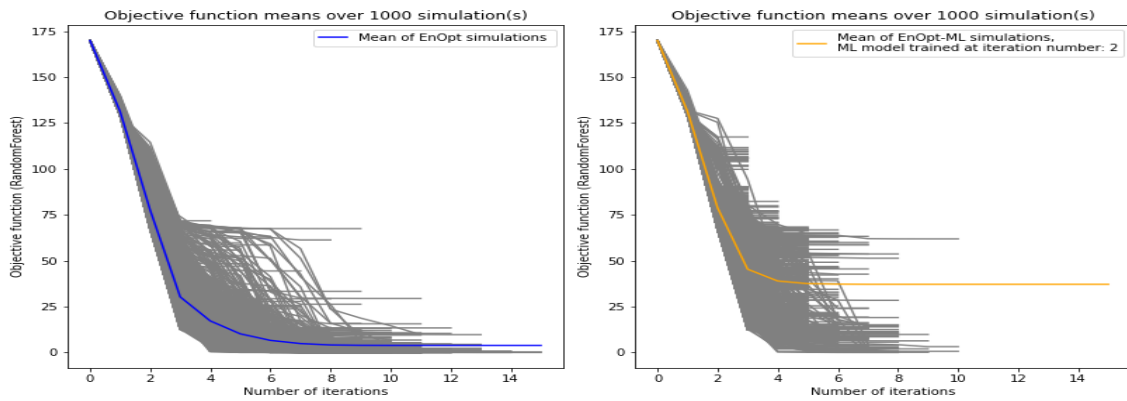 Objective function means over 1000 simulation(s)
Mean of EnOpt simulations
Objective function (RandomForest)
175
150
125
100
75
50
25
0
0 2 4 6 8 10 12 14
Number of iterations
Objective function means over 1000 simulation(s)
Mean of EnOpt-ML simulations,
ML model trained at iteration number: 2
Objective function (RandomForest)
175
150
125
100
75
50
25
0
0 2 4 6 8 10 12 14
Number of iterations